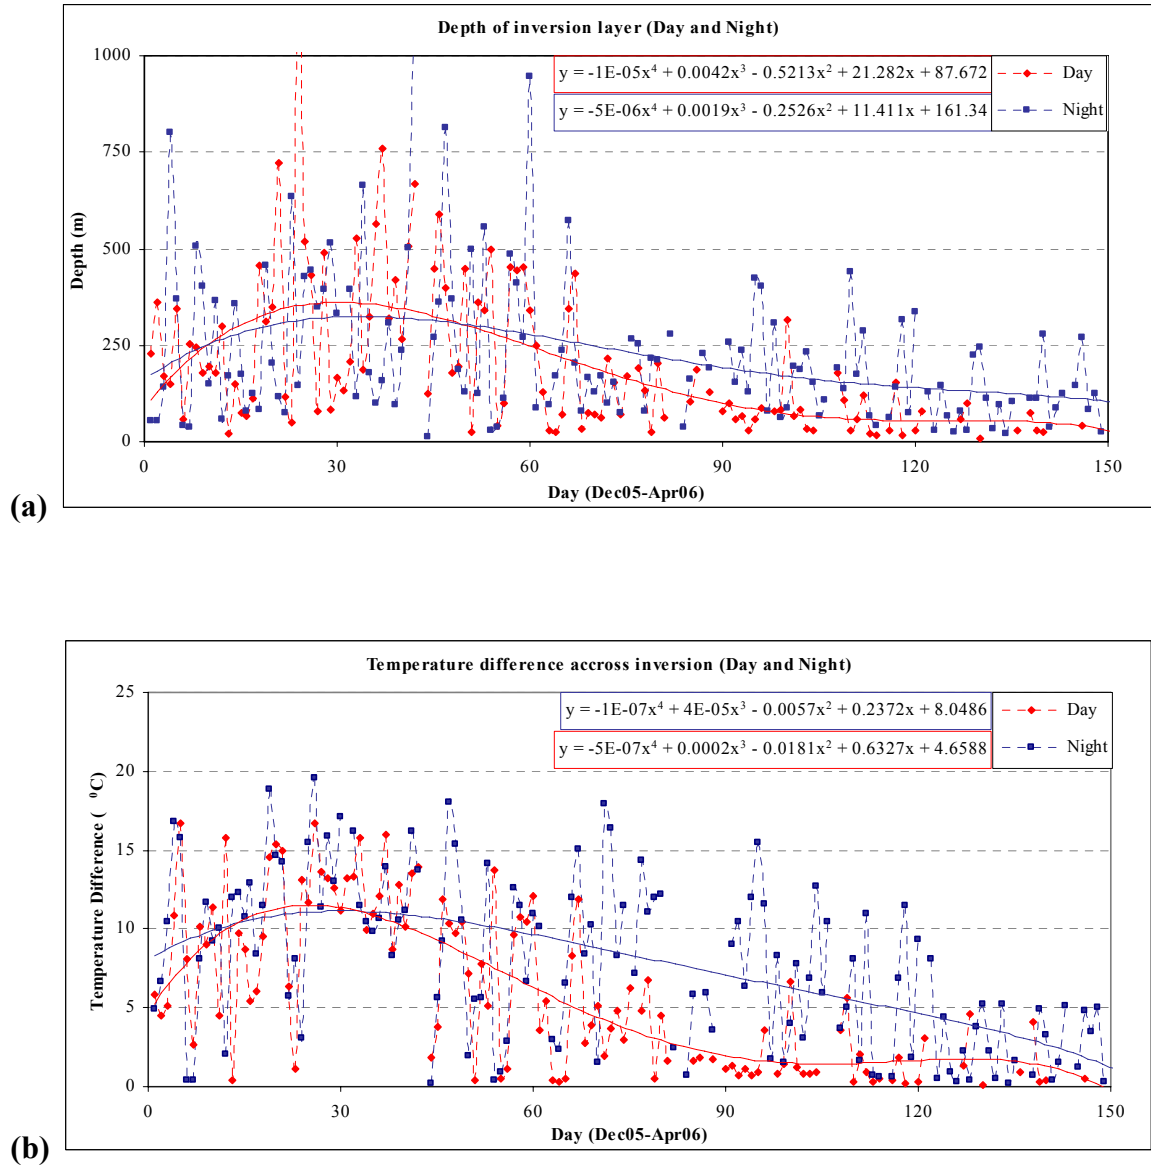 Depth of inversion layer (Day and Night)
1000
750
500
250
0
Depth (m)
y = -1E-05x⁴ + 0.0042x³ - 0.5213x² + 21.282x + 87.672
y = -5E-06x⁴ + 0.0019x³ - 0.2526x² + 11.411x + 161.34
Day
Night
0 30 60 90 120 150
Day (Dec05-Apr06)
(a)
Temperature difference accross inversion (Day and Night)
25
20
15
10
5
0
Temperature Difference ( ⁰C)
y = -1E-07x⁴ + 4E-05x³ - 0.0057x² + 0.2372x + 8.0486
y = -5E-07x⁴ + 0.0002x³ - 0.0181x² + 0.6327x + 4.6588
Day
Night
0 30 60 90 120 150
Day (Dec05-Apr06)
(b)